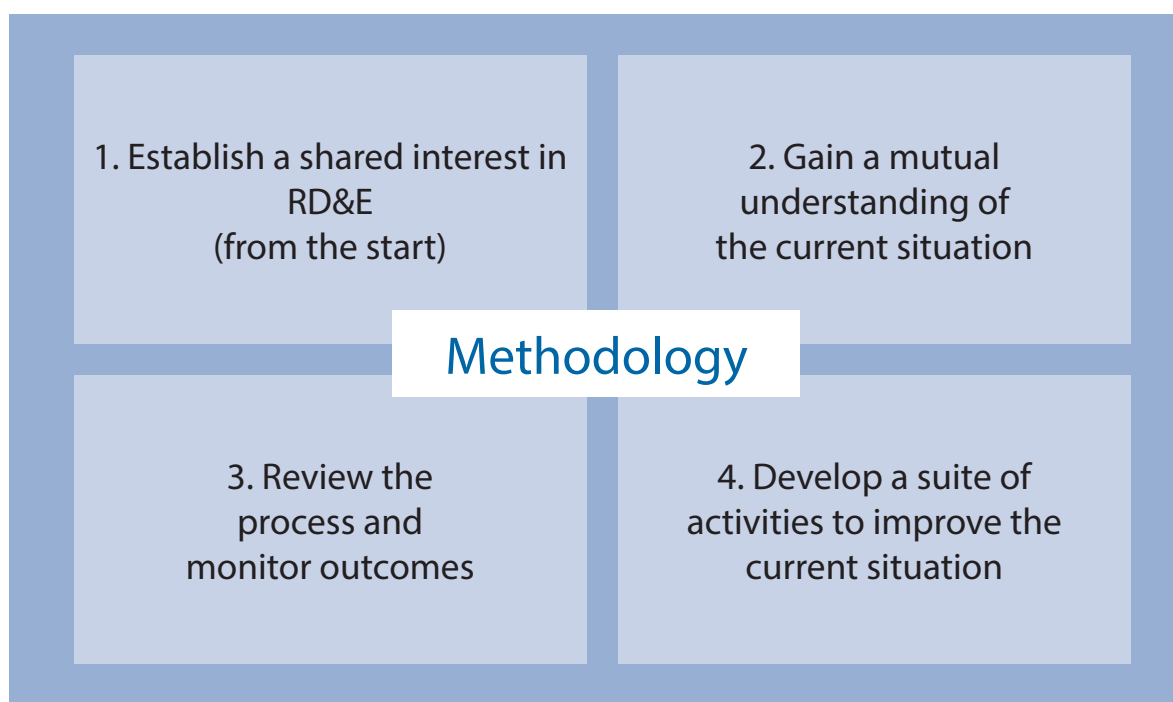 1. Establish a shared interest in
RD&E
(from the start)
2. Gain a mutual
understanding of
the current situation
Methodology
3. Review the
process and
monitor outcomes
4. Develop a suite of
activities to improve the
current situation